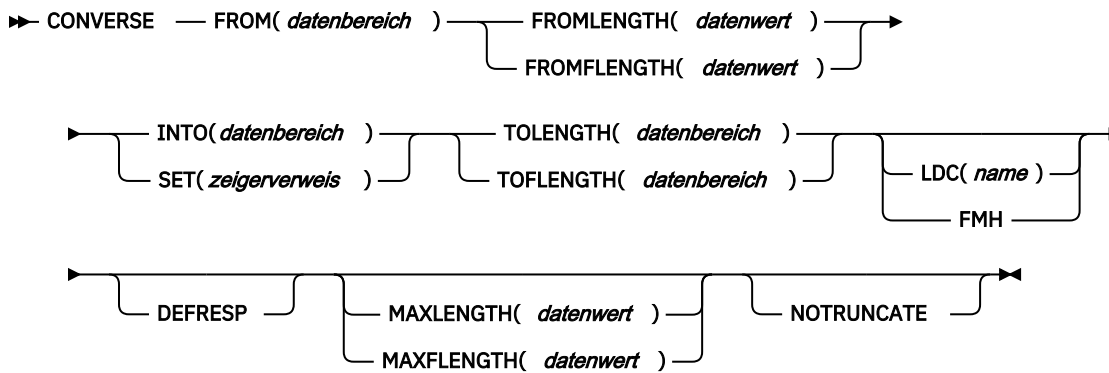 CONVERSE FROM( datenbereich ) FROMLENGTH( datenwert )
FROMFLENGTH( datenwert )
INTO( datenbereich ) TOLENGTH( datenbereich )
SET( zeigerverweis ) TOFLENGTH( datenbereich ) LDC( name )
FMH
DEFRESP MAXLENGTH( datenwert ) NOTRUNCATE
MAXFLENGTH( datenwert )